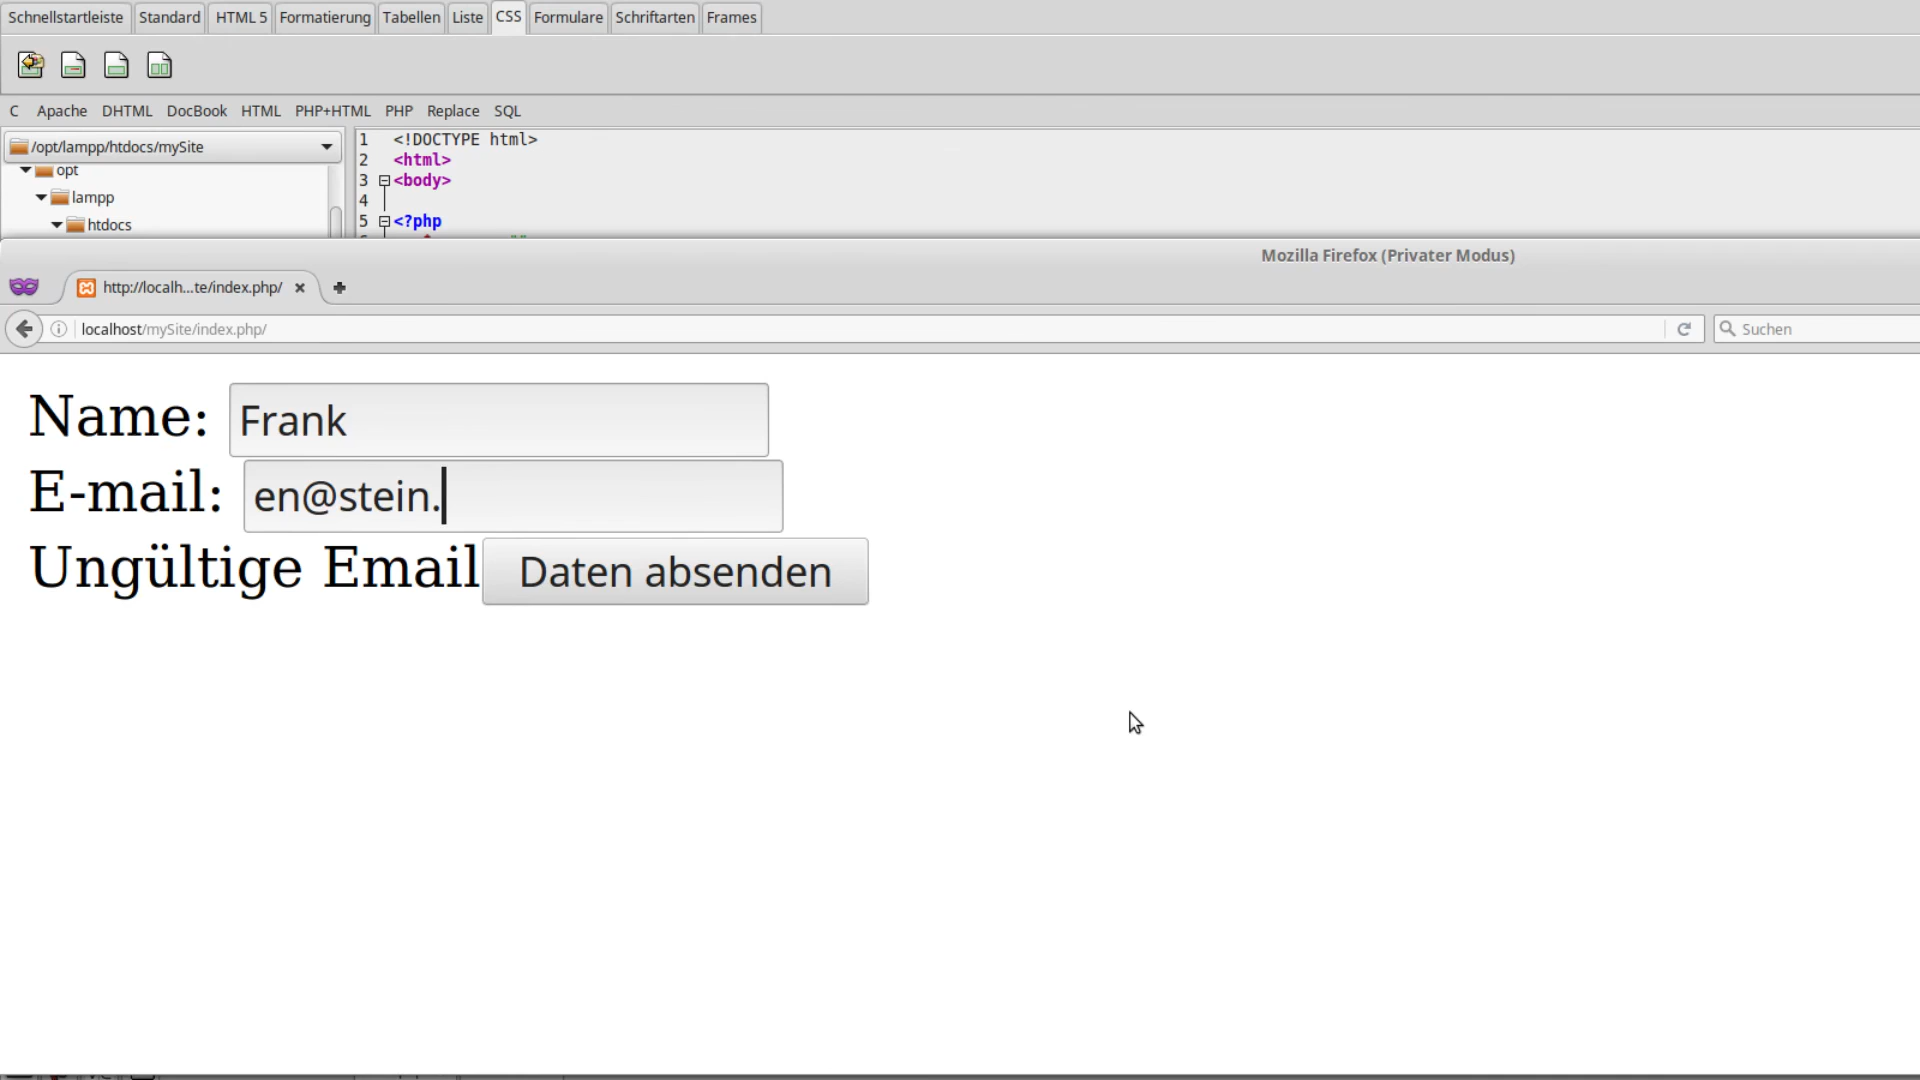 Schnellstartleiste Standard HTML 5 Formatierung Tabellen Liste CSS Formulare Schriftarten Frames
C Apache DHTML DocBook HTML PHP+HTML PHP Replace SQL
/opt/lampp/htdocs/mySite
opt
lampp
htdocs
1 <!DOCTYPE html>
2 <html>
3 <body>
4
5 <?php
Mozilla Firefox (Privater Modus)
http://localh...te/index.php/
localhost/mySite/index.php/
Suchen
Name: Frank
E-mail: en@stein.
Ungültige Email Daten absenden